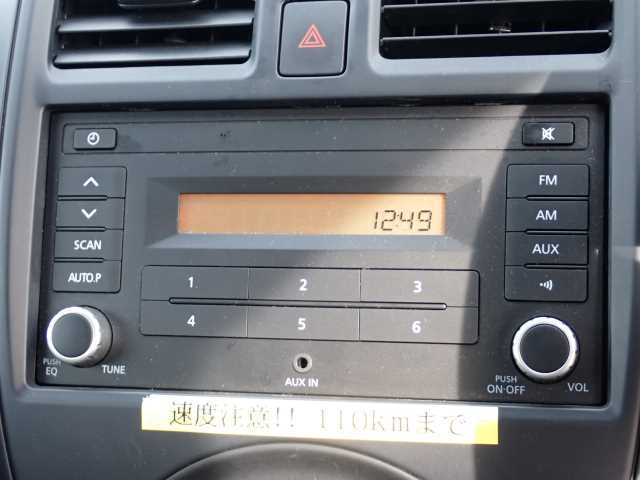 12:49
SCAN
AUTO.P
FM
AM
AUX
1
2
3
4
5
6
PUSH
EQ
TUNE
AUX IN
PUSH
ON·OFF
VOL
速度注意!! 110kmまで